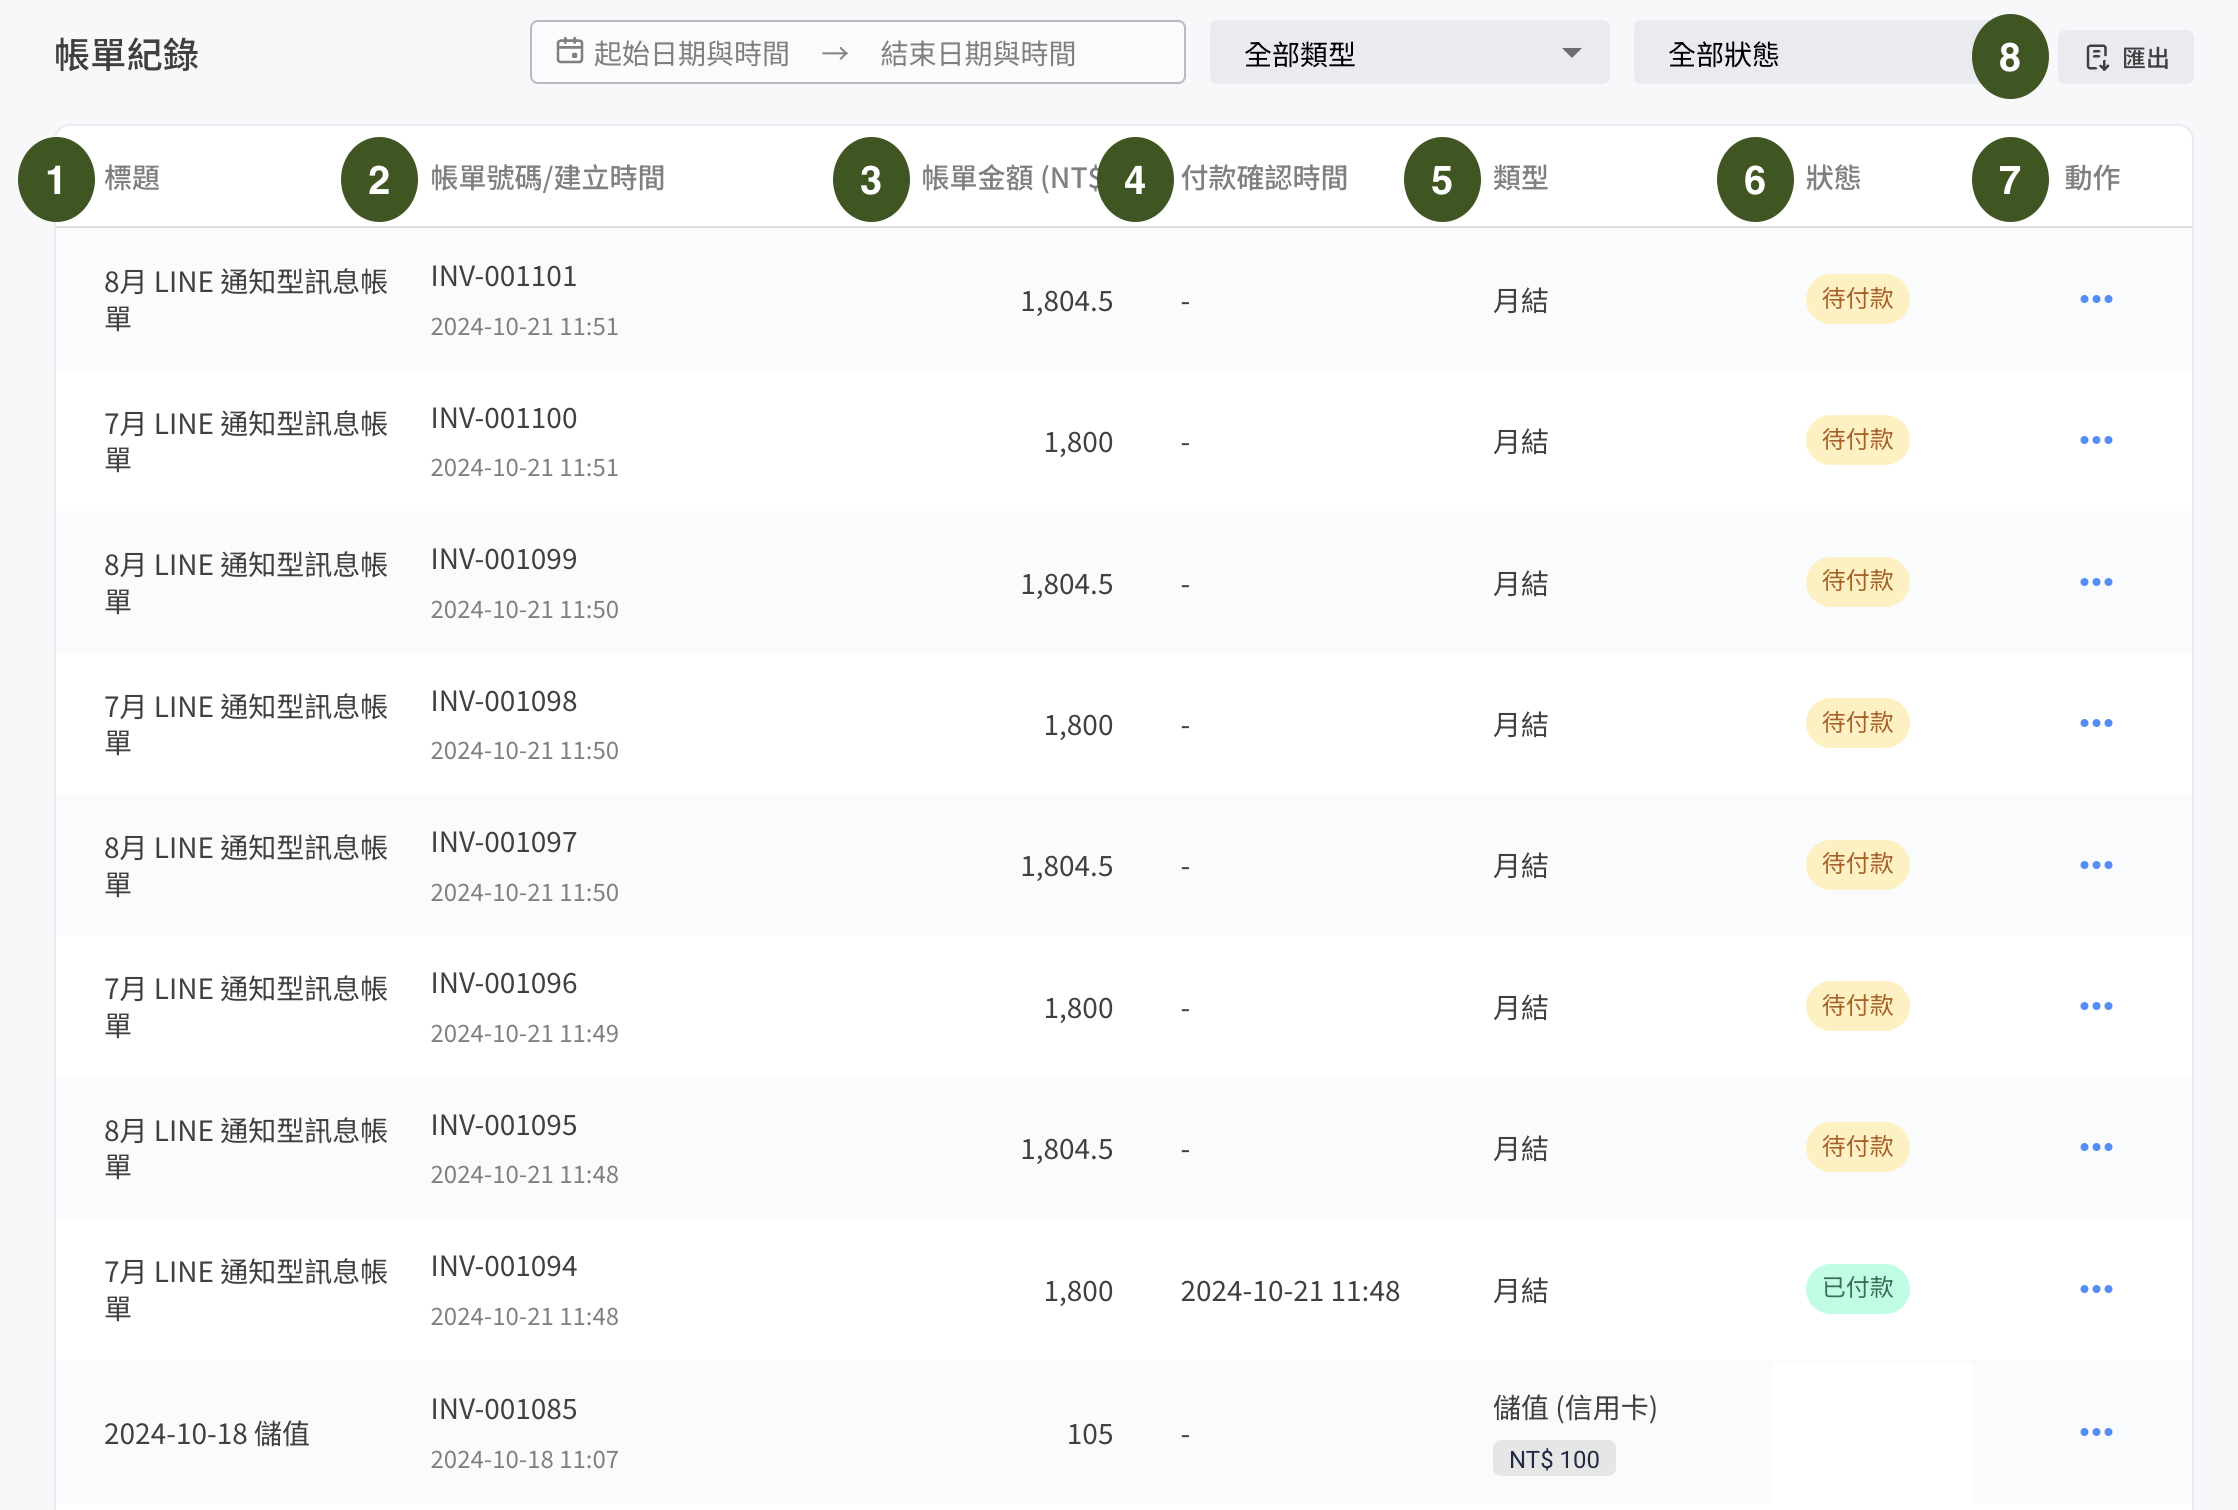 帳單紀錄
起始日期與時間 → 結束日期與時間
全部類型
全部狀態
8
匯出
1 標題
2 帳單號碼/建立時間
3 帳單金額 (NT$
4 付款確認時間
5 類型
6 狀態
7 動作
8月 LINE 通知型訊息帳
單
INV-001101
2024-10-21 11:51
1,804.5
-
月結
待付款
7月 LINE 通知型訊息帳
單
INV-001100
2024-10-21 11:51
1,800
-
月結
待付款
8月 LINE 通知型訊息帳
單
INV-001099
2024-10-21 11:50
1,804.5
-
月結
待付款
7月 LINE 通知型訊息帳
單
INV-001098
2024-10-21 11:50
1,800
-
月結
待付款
8月 LINE 通知型訊息帳
單
INV-001097
2024-10-21 11:50
1,804.5
-
月結
待付款
7月 LINE 通知型訊息帳
單
INV-001096
2024-10-21 11:49
1,800
-
月結
待付款
8月 LINE 通知型訊息帳
單
INV-001095
2024-10-21 11:48
1,804.5
-
月結
待付款
7月 LINE 通知型訊息帳
單
INV-001094
2024-10-21 11:48
1,800
2024-10-21 11:48
月結
已付款
2024-10-18 儲值
INV-001085
2024-10-18 11:07
105
-
儲值 (信用卡)
NT$ 100